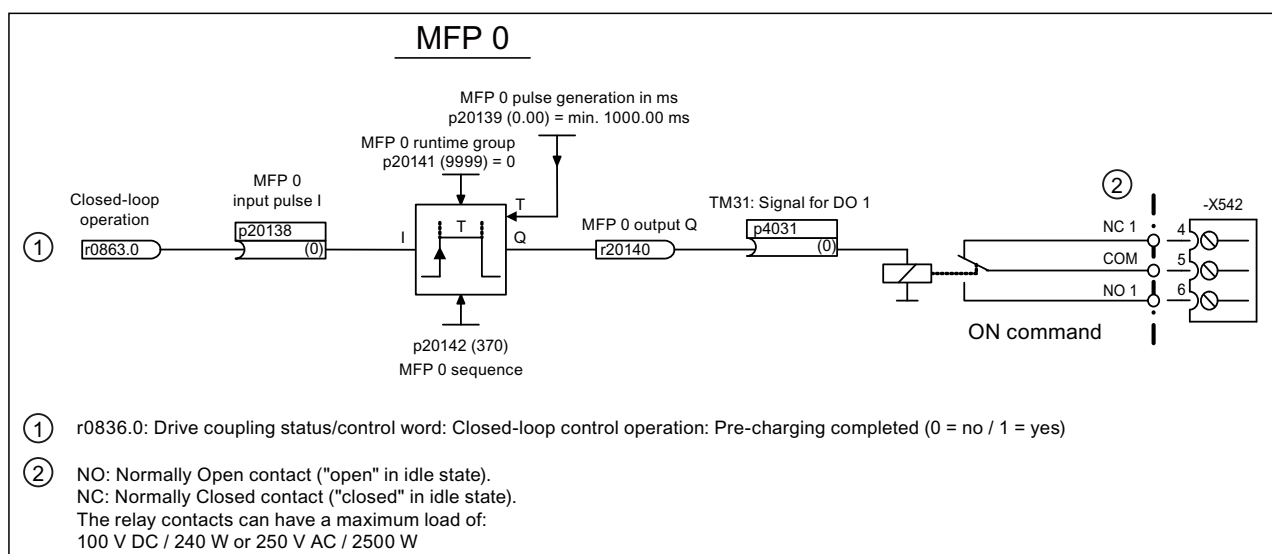 MFP 0
MFP 0 pulse generation in ms
p20139 (0.00) = min. 1000.00 ms
MFP 0 runtime group
p20141 (9999) = 0
Closed-loop
operation
MFP 0
input pulse I
T
TM31: Signal for DO 1
2
-X542
1
r0863.0
p20138
(0)
I
T
Q
MFP 0 output Q
r20140
p4031
(0)
NC 1
4
COM
5
NO 1
6
ON command
p20142 (370)
MFP 0 sequence
1 r0836.0: Drive coupling status/control word: Closed-loop control operation: Pre-charging completed (0 = no / 1 = yes)
2 NO: Normally Open contact ("open" in idle state).
NC: Normally Closed contact ("closed" in idle state).
The relay contacts can have a maximum load of:
100 V DC / 240 W or 250 V AC / 2500 W